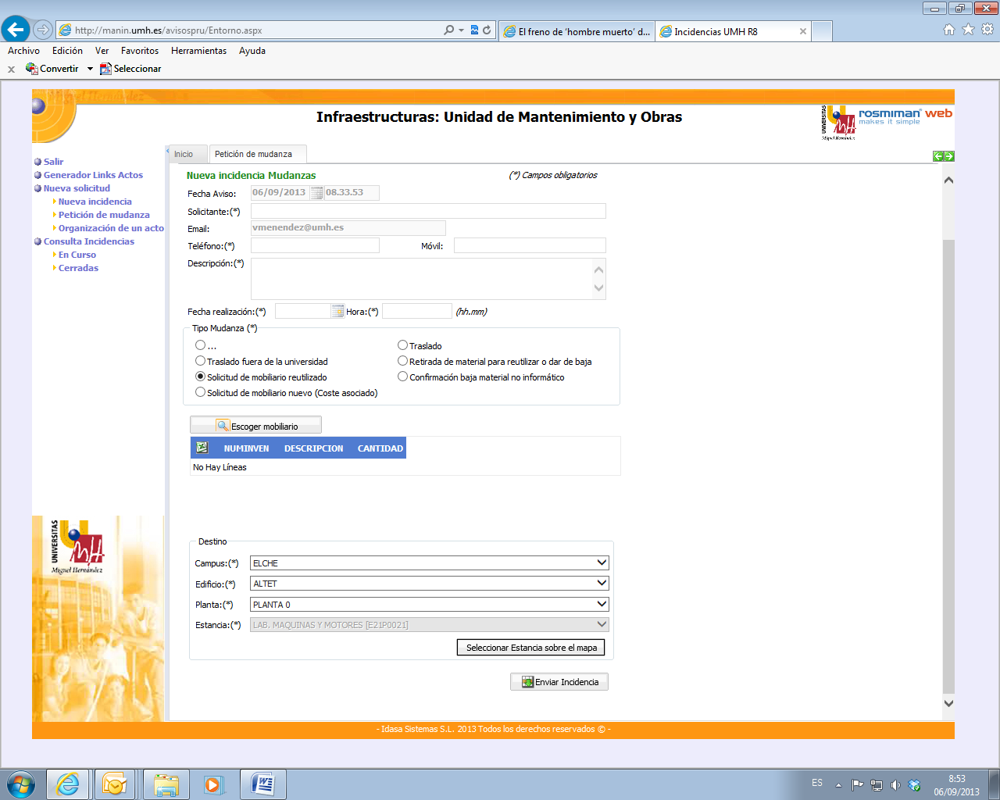 http://manin.umh.es/avisospru/Entorno.aspx
El freno de ‘hombre muerto’ d...
Incidencias UMH R8
Archivo Edición Ver Favoritos Herramientas Ayuda
x Convertir Seleccionar
Miguel Hernández
Infraestructuras: Unidad de Mantenimiento y Obras
UNIVERSITAS
Miguel Hernández
rosmiman® web
makes it simple
Inicio
Petición de mudanza
Salir
Generador Links Actos
Nueva solicitud
Nueva incidencia
Petición de mudanza
Organización de un acto
Consulta Incidencias
En Curso
Cerradas
Nueva incidencia Mudanzas
(*) Campos obligatorios
Fecha Aviso: 06/09/2013 08.33.53
Solicitante:(*)
Email: vmenendez@umh.es
Teléfono:(*) Móvil:
Descripción:(*)
Fecha realización:(*) Hora:(*) (hh.mm)
Tipo Mudanza (*)
... Traslado
Traslado fuera de la universidad Retirada de material para reutilizar o dar de baja
Solicitud de mobiliario reutilizado Confirmación baja material no informático
Solicitud de mobiliario nuevo (Coste asociado)
Escoger mobiliario
NUMINVEN DESCRIPCION CANTIDAD
No Hay Líneas
Destino
Campus:(*) ELCHE
Edificio:(*) ALTET
Planta:(*) PLANTA 0
Estancia:(*) LAB. MAQUINAS Y MOTORES [E21P0021]
Seleccionar Estancia sobre el mapa
Enviar Incidencia
UNIVERSITAS
Miguel Hernández
- Idasa Sistemas S.L. 2013 Todos los derechos reservados © -
ES
8:53
06/09/2013